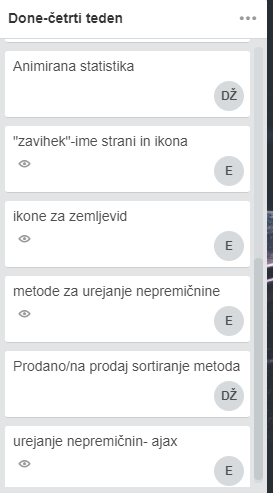 Done-četrti teden
Animirana statistika
DŽ
"zavihek"-ime strani in ikona
E
ikone za zemljevid
E
metode za urejanje nepremičnine
E
Prodano/na prodaj sortiranje metoda
DŽ
urejanje nepremičnin- ajax
E